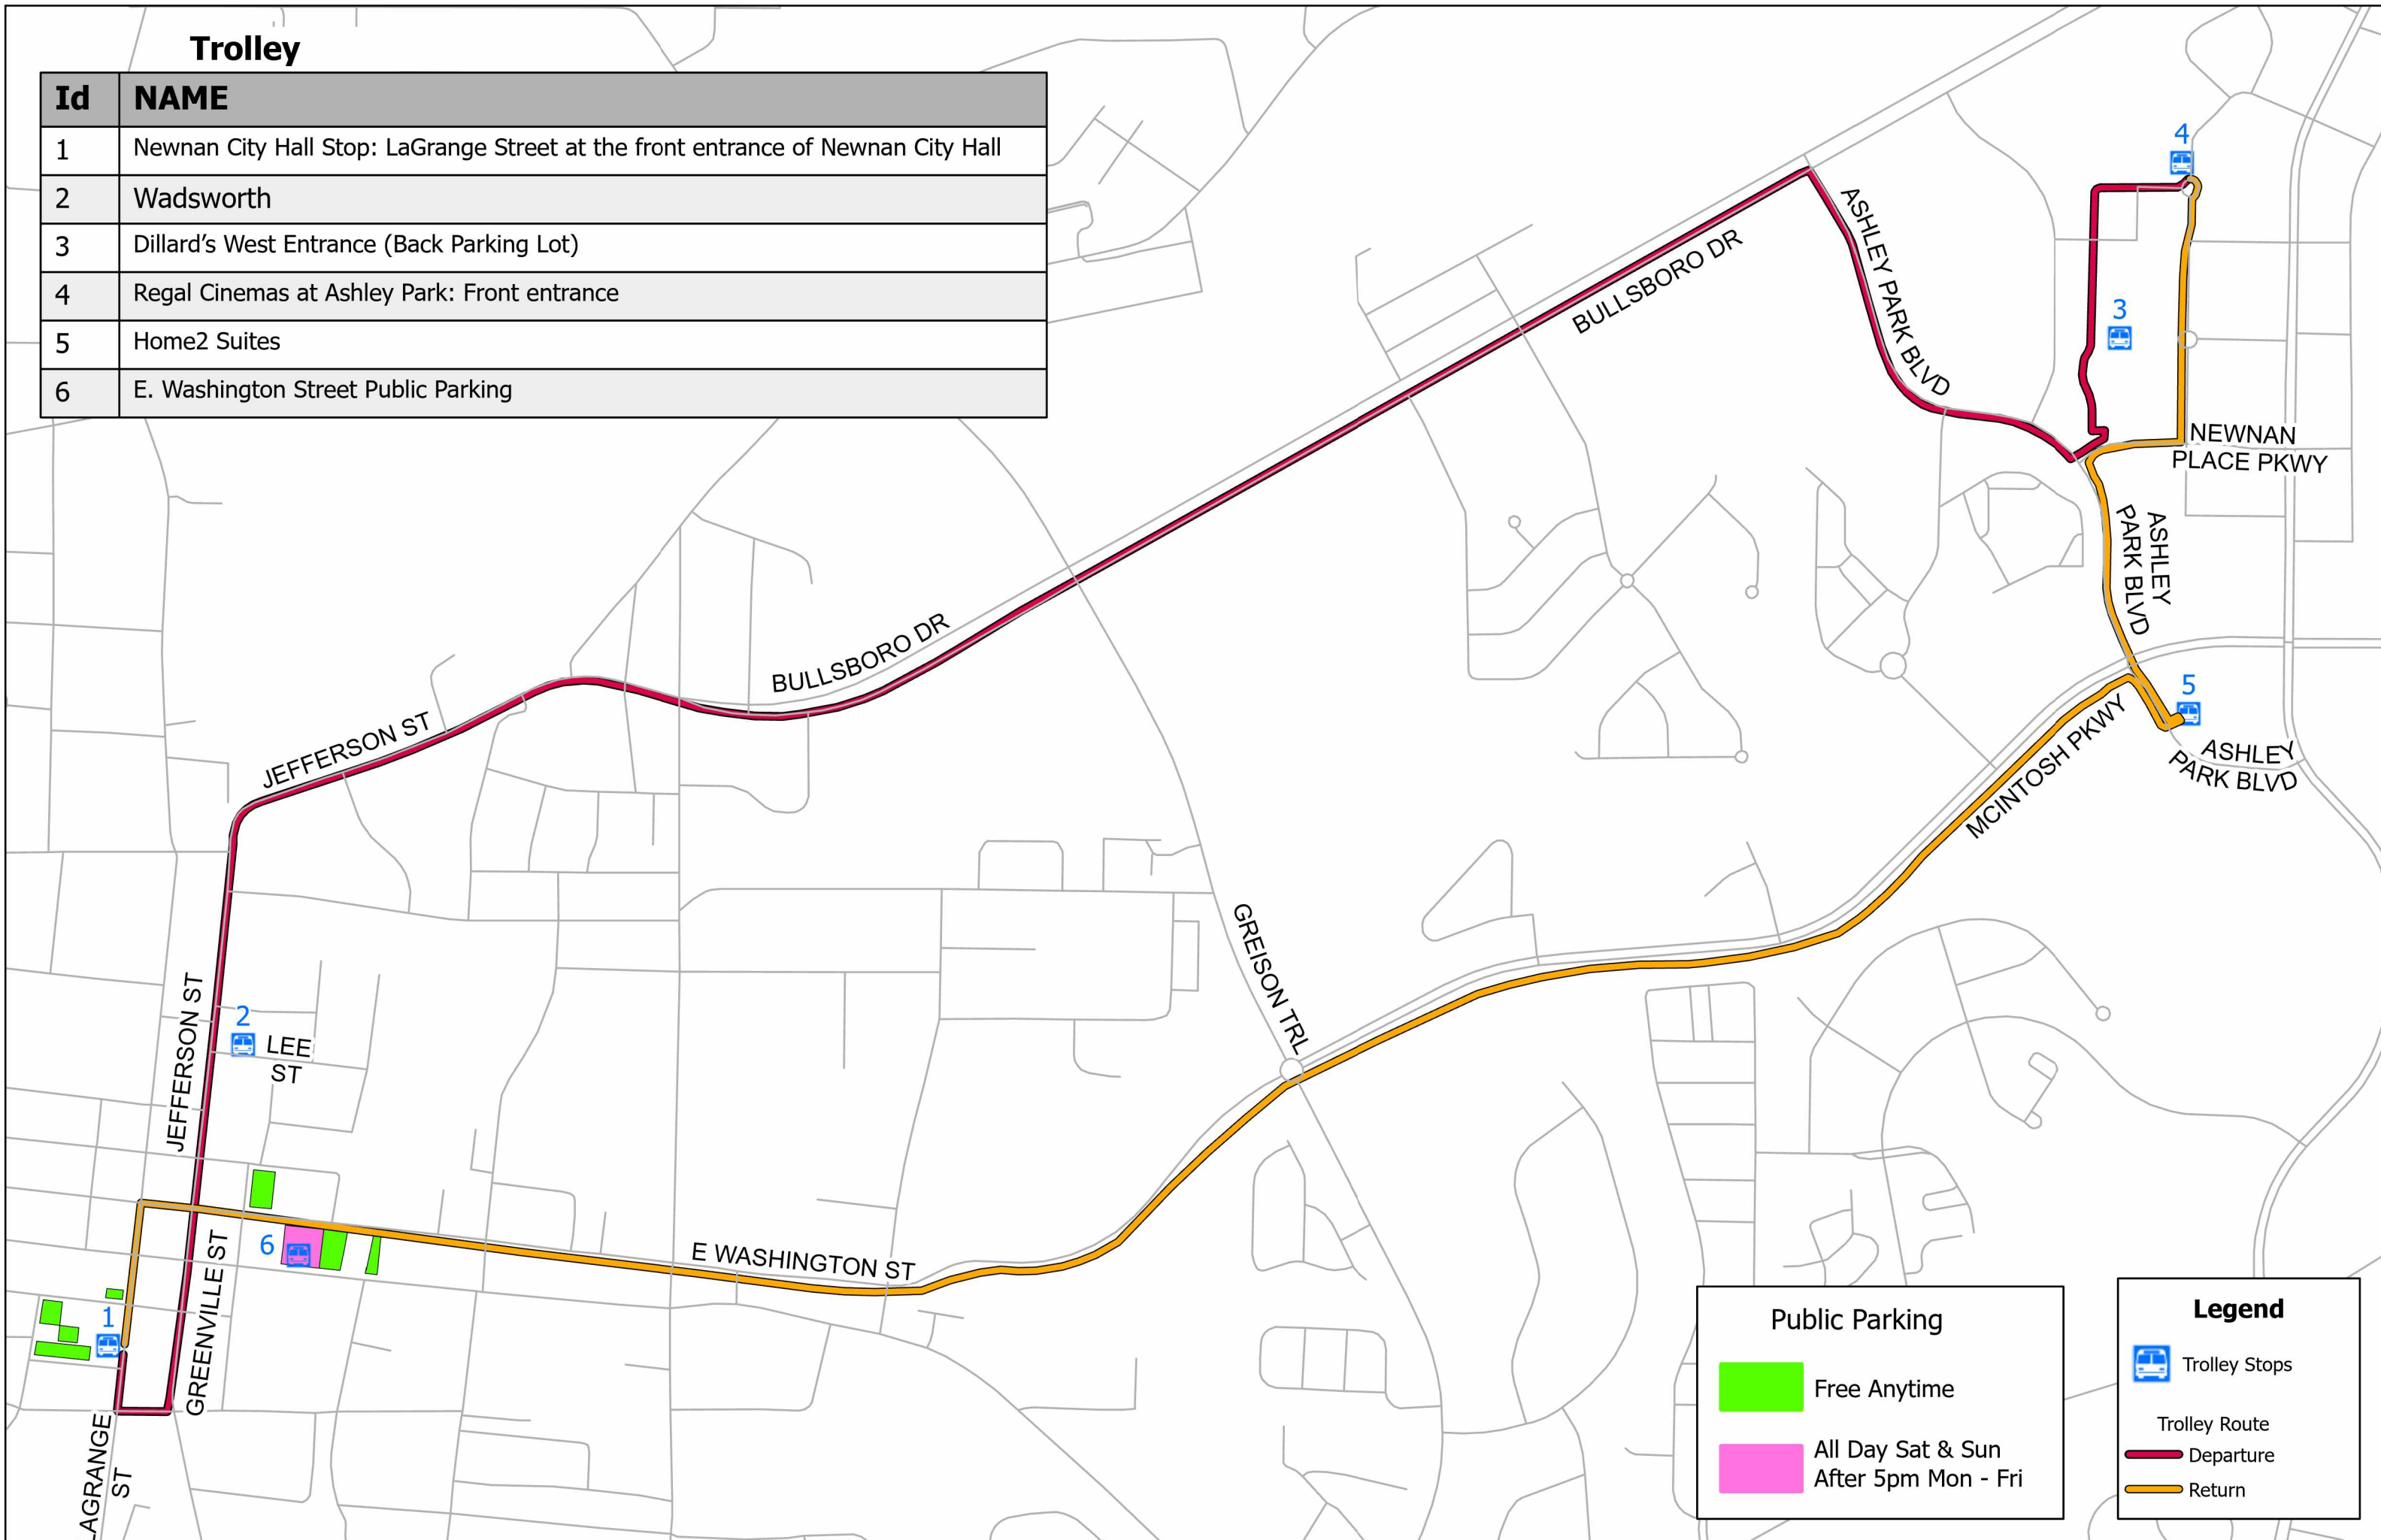 Trolley
Id NAME
1 Newnan City Hall Stop: LaGrange Street at the front entrance of Newnan City Hall
2 Wadsworth
3 Dillard’s West Entrance (Back Parking Lot)
4 Regal Cinemas at Ashley Park: Front entrance
5 Home2 Suites
6 E. Washington Street Public Parking
4
ASHLEY PARK BLVD
BULLSBORO DR
3
NEWNAN
PLACE PKWY
ASHLEY
PARK BLVD
BULLSBORO DR
5
JEFFERSON ST
MCINTOSH PKWY
ASHLEY
PARK BLVD
GREISON TRL
JEFFERSON ST
2
LEE
ST
6
E WASHINGTON ST
GREENVILLE ST
1
LAGRANGE
ST
Public Parking
Free Anytime
All Day Sat & Sun
After 5pm Mon - Fri
Legend
Trolley Stops
Trolley Route
Departure
Return